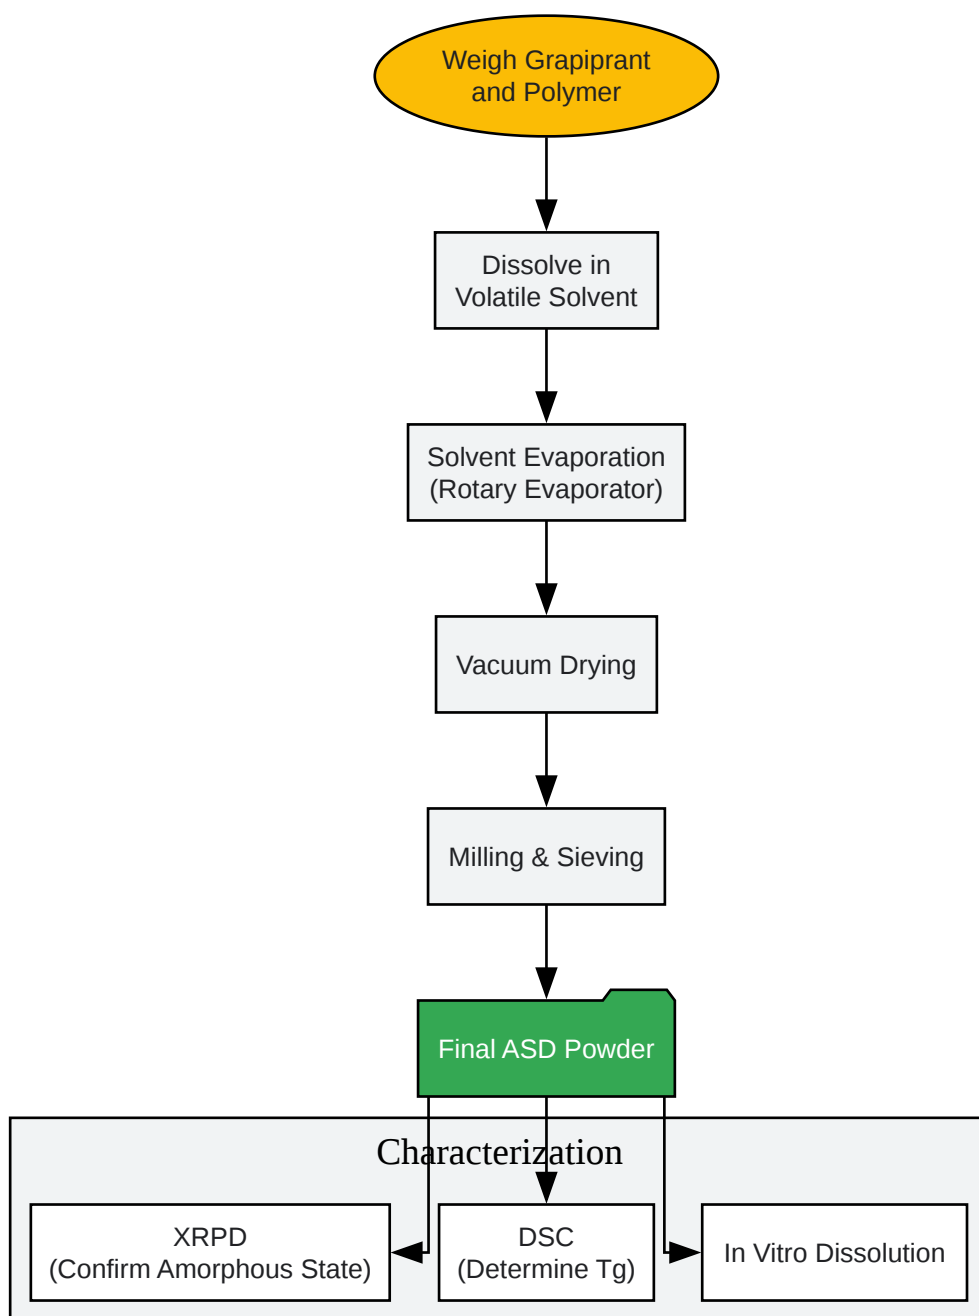 Weigh Grapiprant
and Polymer
Dissolve in
Volatile Solvent
Solvent Evaporation
(Rotary Evaporator)
Vacuum Drying
Milling & Sieving
Final ASD Powder
Characterization
XRPD
(Confirm Amorphous State)
DSC
(Determine Tg)
In Vitro Dissolution